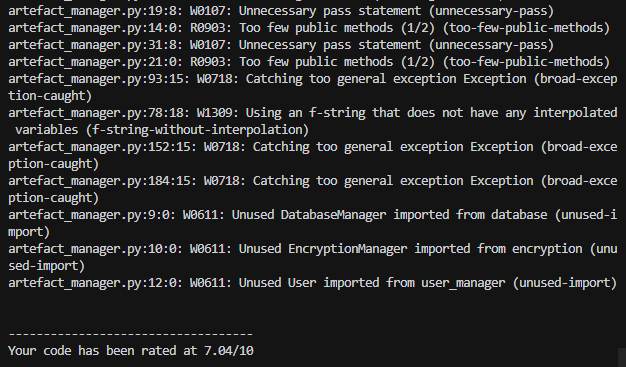 artefact_manager.py:19:8: W0107: Unnecessary pass statement (unnecessary-pass)
artefact_manager.py:14:0: R0903: Too few public methods (1/2) (too-few-public-methods)
artefact_manager.py:31:8: W0107: Unnecessary pass statement (unnecessary-pass)
artefact_manager.py:21:0: R0903: Too few public methods (1/2) (too-few-public-methods)
artefact_manager.py:93:15: W0718: Catching too general exception Exception (broad-excep
tion-caught)
artefact_manager.py:78:18: W1309: Using an f-string that does not have any interpolated
 variables (f-string-without-interpolation)
artefact_manager.py:152:15: W0718: Catching too general exception Exception (broad-exce
ption-caught)
artefact_manager.py:184:15: W0718: Catching too general exception Exception (broad-exce
ption-caught)
artefact_manager.py:9:0: W0611: Unused DatabaseManager imported from database (unused-i
mport)
artefact_manager.py:10:0: W0611: Unused EncryptionManager imported from encryption (unu
sed-import)
artefact_manager.py:12:0: W0611: Unused User imported from user_manager (unused-import)
-----------------------------------
Your code has been rated at 7.04/10